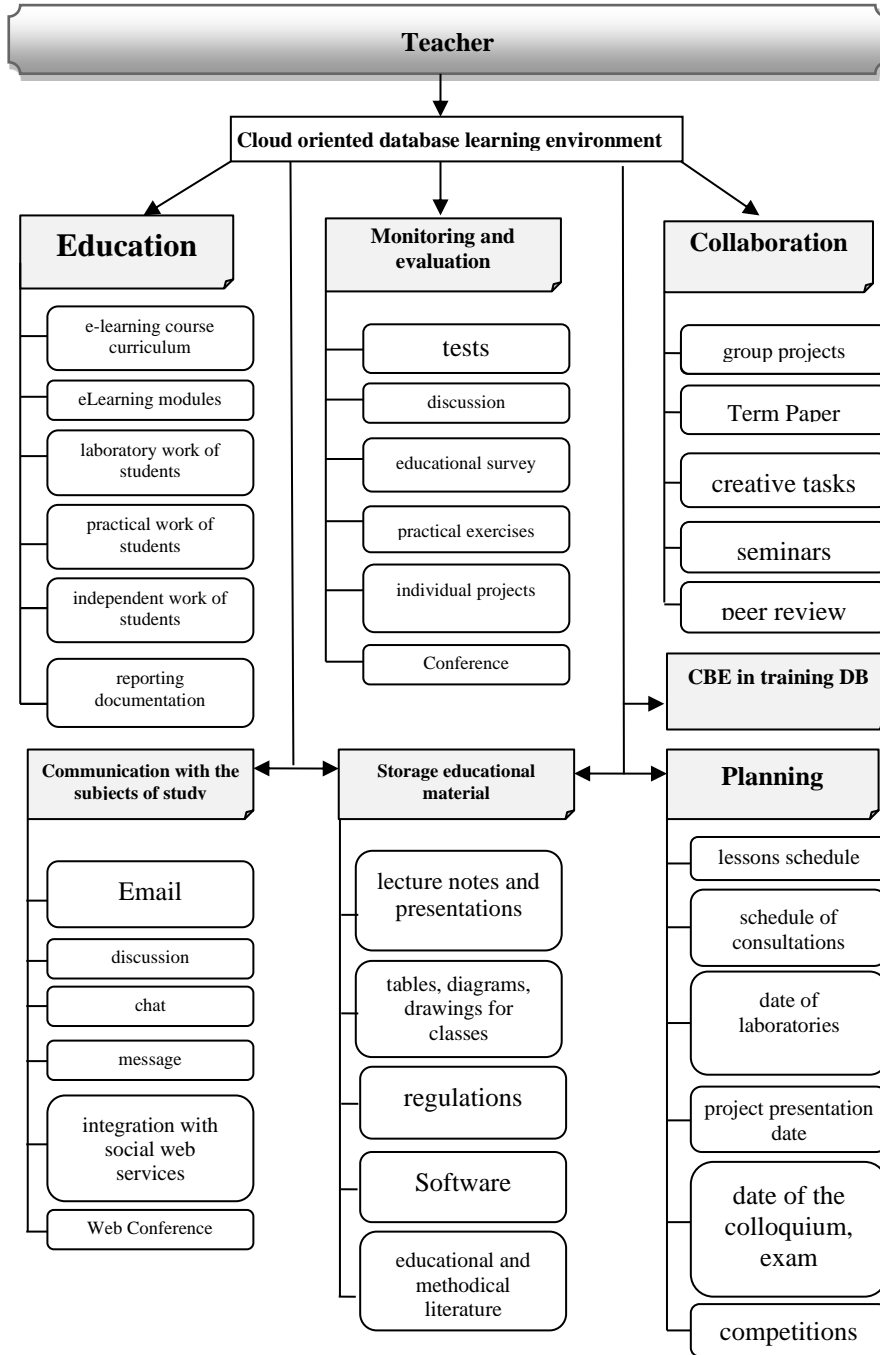 Teacher
Cloud oriented database learning environment
Education
e-learning course
curriculum
eLearning modules
laboratory work of
students
practical work of
students
independent work of
students
reporting
documentation
Monitoring and
evaluation
tests
discussion
educational survey
practical exercises
individual projects
Conference
Collaboration
group projects
Term Paper
creative tasks
seminars
peer review
CBE in training DB
Communication with the
subjects of study
Email
discussion
chat
message
integration with
social web
services
Web Conference
Storage educational
material
lecture notes and
presentations
tables, diagrams,
drawings for
classes
regulations
Software
educational and
methodical
literature
Planning
lessons schedule
schedule of
consultations
date of
laboratories
project presentation
date
date of the
colloquium,
exam
competitions